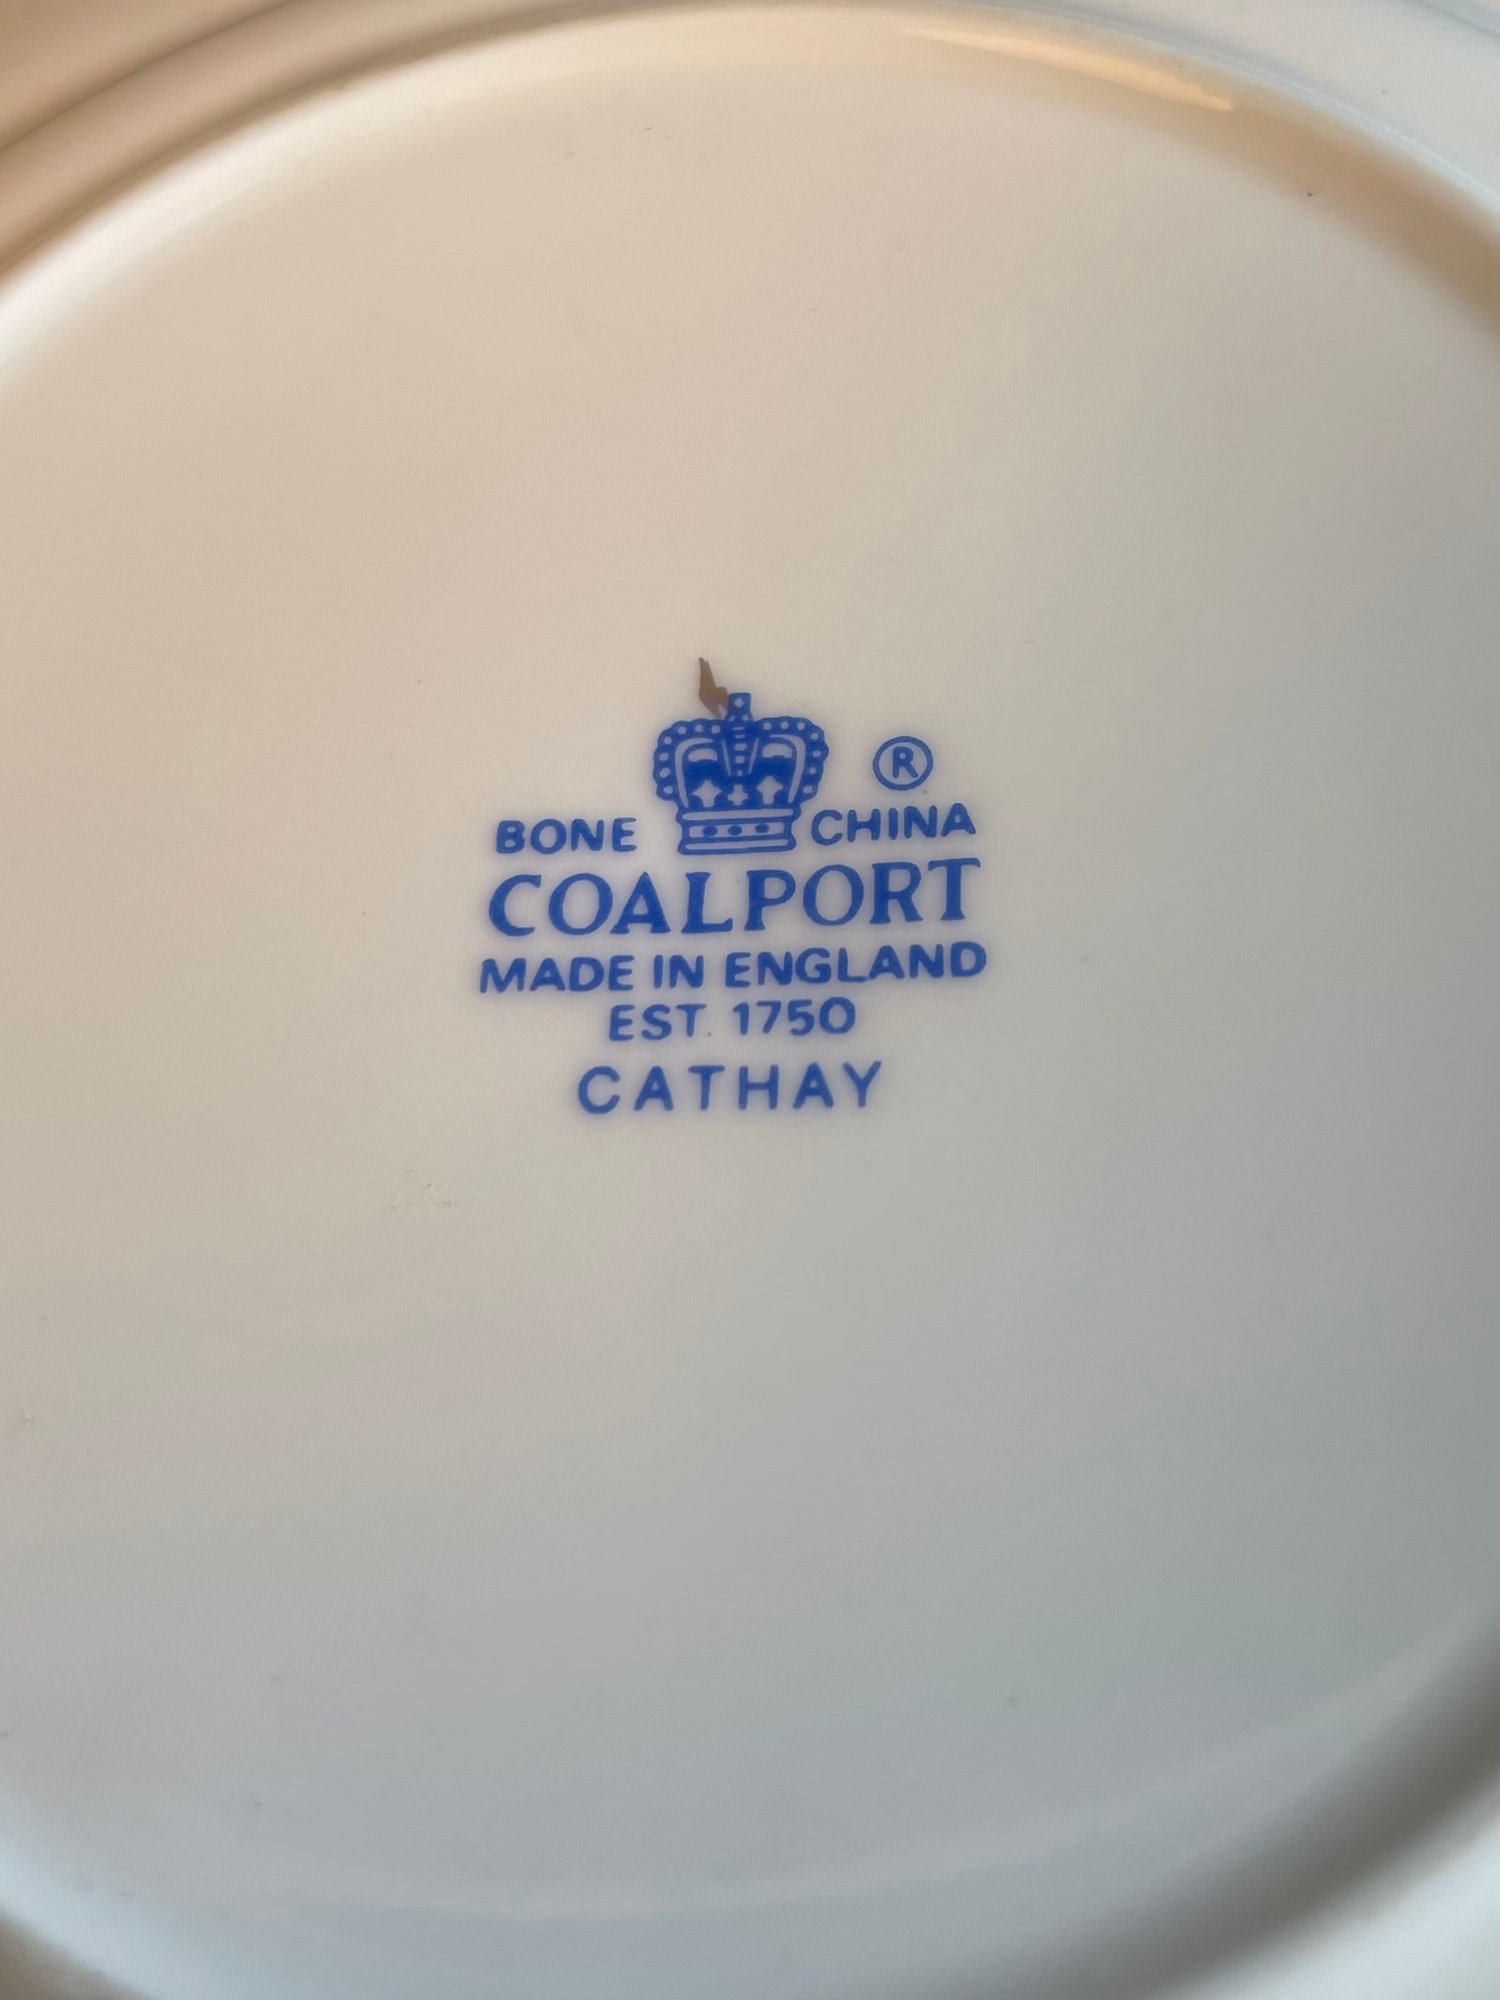 ®
BONE CHINA
COALPORT
MADE IN ENGLAND
EST. 1750
CATHAY